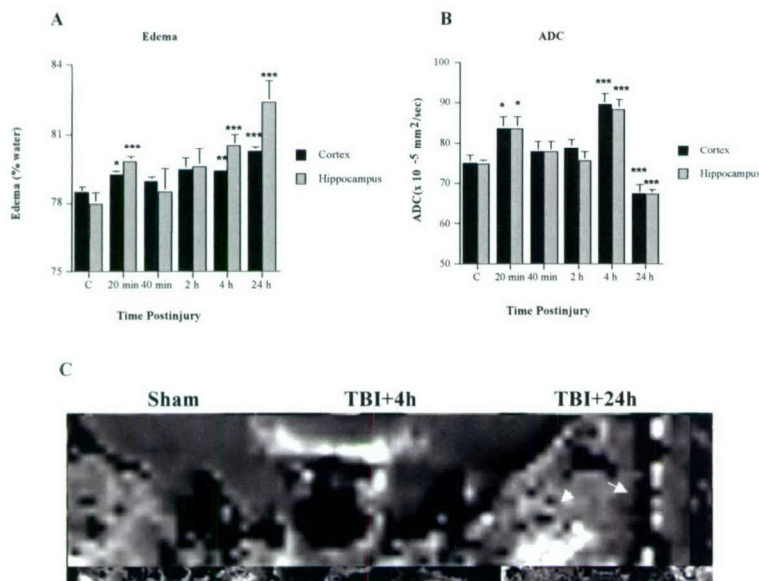 A
Edema
Edema (% water)
84
81
78
75
*
***
**
***
***
***
Cortex
Hippocampus
C
20 min
40 min
2 h
4 h
24 h
Time Postinjury
B
ADC
ADC(x 10 -5 mm2/sec)
100
90
80
70
60
50
*
*
***
***
***
***
Cortex
Hippocampus
C
20 min
40 min
2 h
4 h
24 h
Time Postinjury
C
Sham
TBI+4h
TBI+24h